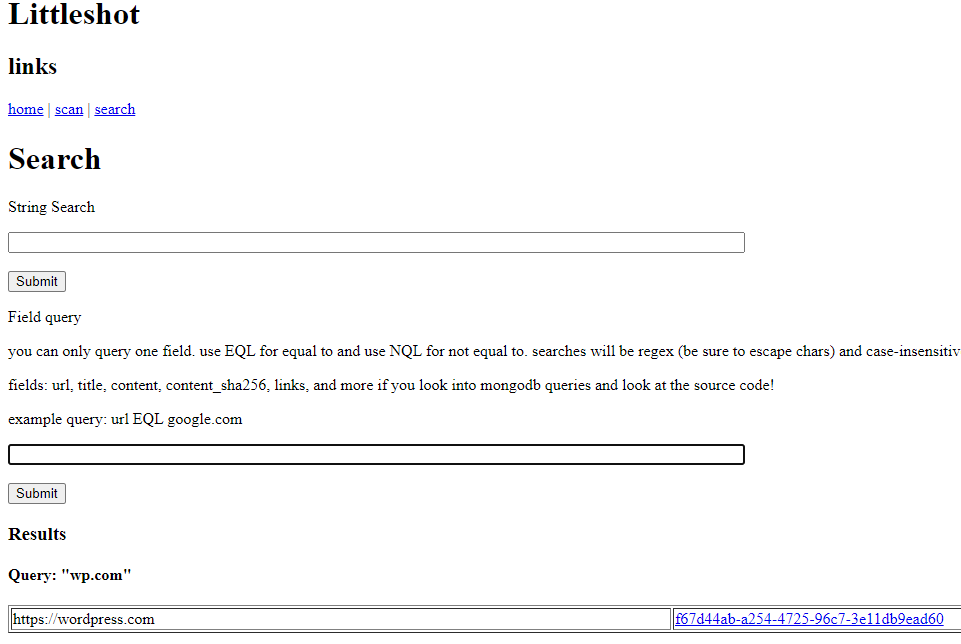 Littleshot
links
home | scan | search
Search
String Search
Submit
Field query
you can only query one field. use EQL for equal to and use NQL for not equal to. searches will be regex (be sure to escape chars) and case-insensitiv
fields: url, title, content, content_sha256, links, and more if you look into mongodb queries and look at the source code!
example query: url EQL google.com
Submit
Results
Query: "wp.com"
https://wordpress.com f67d44ab-a254-4725-96c7-3e11db9ead60